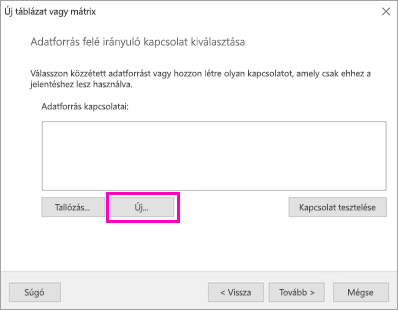 Új táblázat vagy mátrix
Adatforrás felé irányuló kapcsolat kiválasztása
Válasszon közzétett adatforrást vagy hozzon létre olyan kapcsolatot, amely csak ehhez a
jelentéshez lesz használva.
Adatforrás kapcsolatai:
Tallózás... Új... Kapcsolat tesztelése
Súgó < Vissza Tovább > Mégse